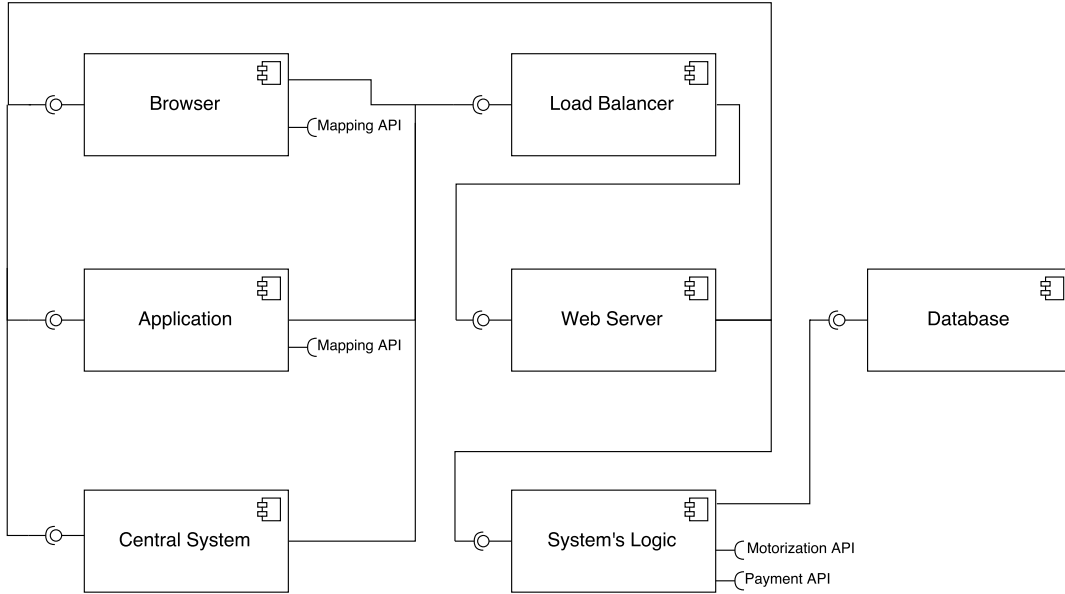 Browser
Load Balancer
Mapping API
Application
Web Server
Database
Mapping API
Central System
System's Logic
Motorization API
Payment API